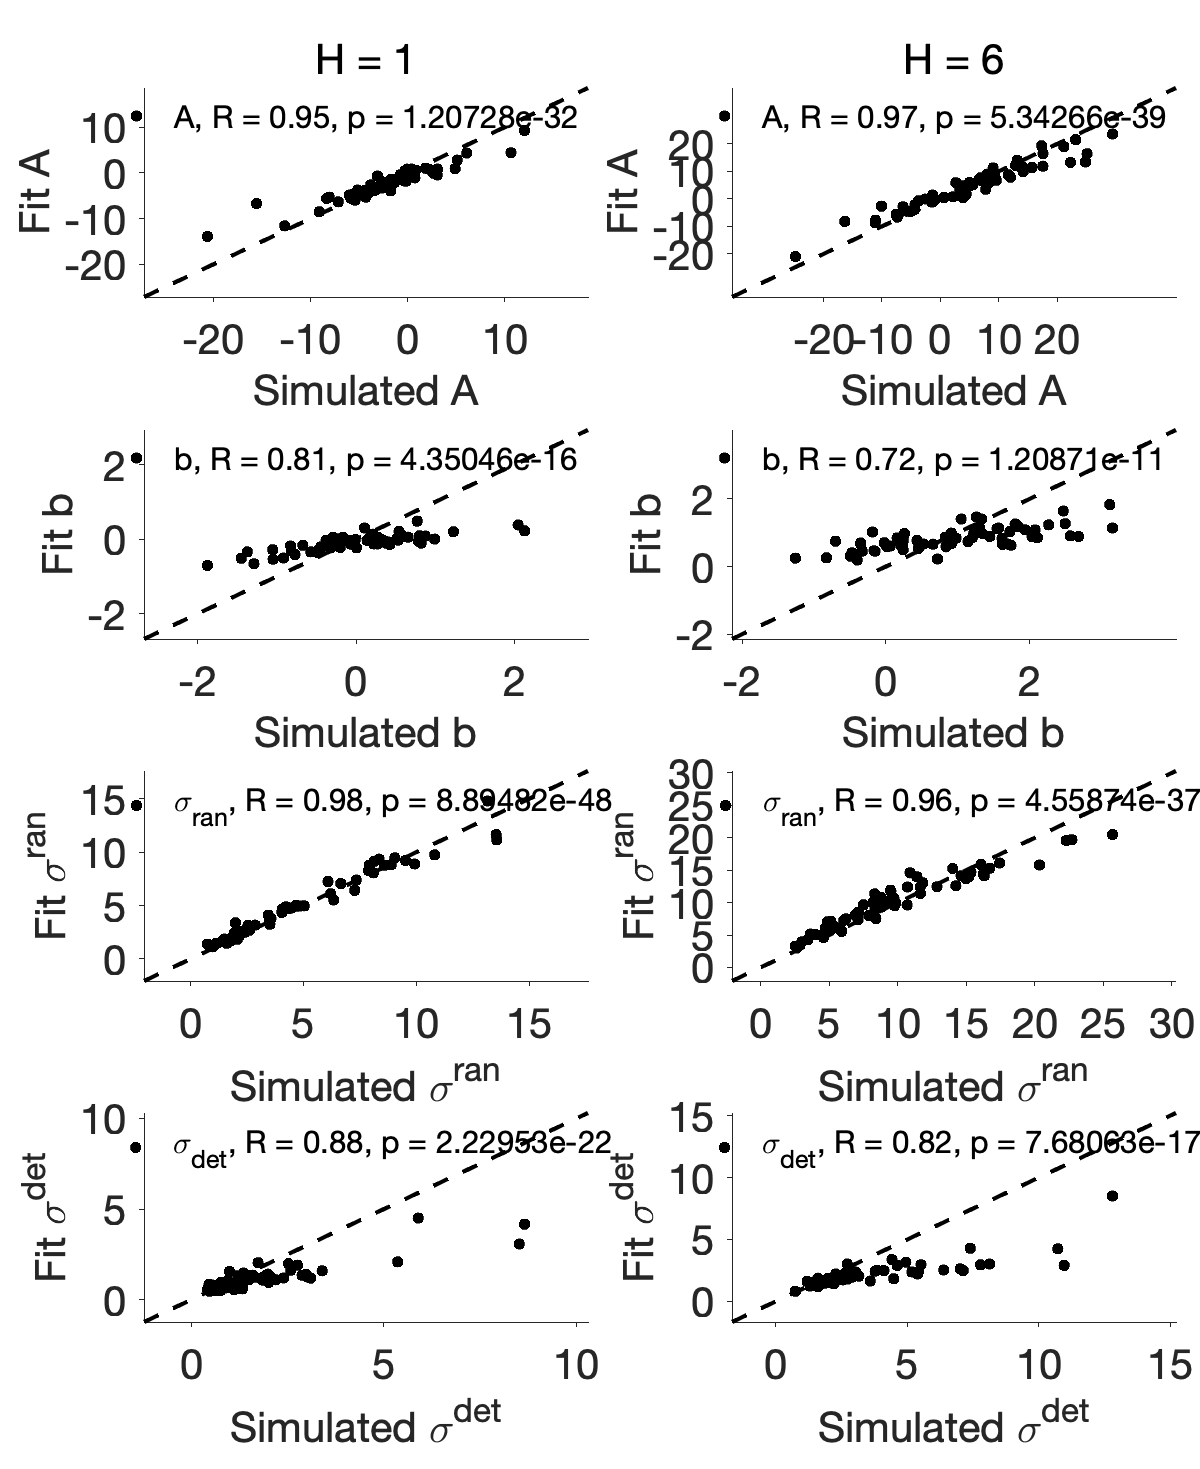 H = 1
H = 6
A, R = 0.95, p = 1.20728e-32
Fit A
10
0
-10
-20
-20 -10 0 10
Simulated A
A, R = 0.97, p = 5.34266e-39
Fit A
20
10
0
-10
-20
-20 -10 0 10 20
Simulated A
b, R = 0.81, p = 4.35046e-16
Fit b
2
0
-2
-2 0 2
Simulated b
b, R = 0.72, p = 1.20871e-11
Fit b
2
0
-2
-2 0 2
Simulated b
σran, R = 0.98, p = 8.89482e-48
Fit σran
15
10
5
0
0 5 10 15
Simulated σran
σran, R = 0.96, p = 4.55874e-37
Fit σran
30
25
20
15
10
5
0
0 5 10 15 20 25 30
Simulated σran
σdet, R = 0.88, p = 2.22953e-22
Fit σdet
10
5
0
0 5 10
Simulated σdet
σdet, R = 0.82, p = 7.68063e-17
Fit σdet
15
10
5
0
0 5 10 15
Simulated σdet